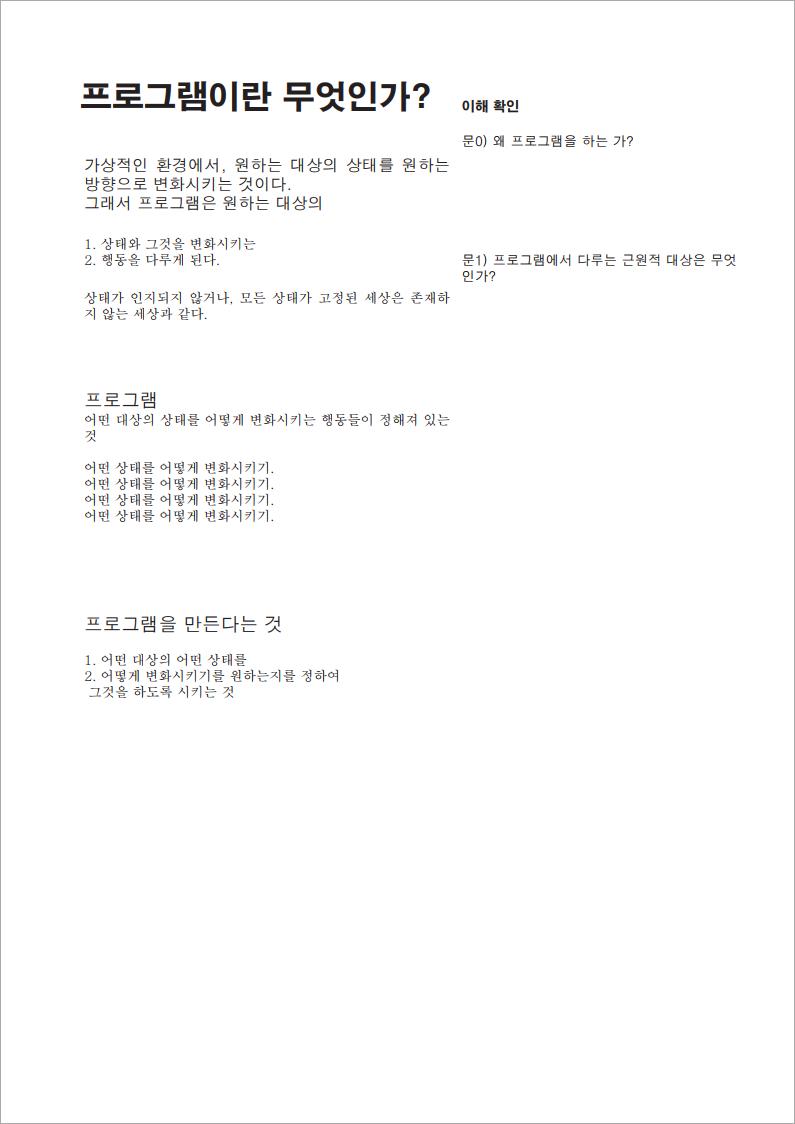 프로그램이란 무엇인가?
가상적인 환경에서, 원하는 대상의 상태를 원하는
방향으로 변화시키는 것이다.
그래서 프로그램은 원하는 대상의
1. 상태와 그것을 변화시키는
2. 행동을 다루게 된다.
상태가 인지되지 않거나, 모든 상태가 고정된 세상은 존재하
지 않는 세상과 같다.
프로그램
어떤 대상의 상태를 어떻게 변화시키는 행동들이 정해져 있는
것
어떤 상태를 어떻게 변화시키기.
어떤 상태를 어떻게 변화시키기.
어떤 상태를 어떻게 변화시키기.
어떤 상태를 어떻게 변화시키기.
프로그램을 만든다는 것
1. 어떤 대상의 어떤 상태를
2. 어떻게 변화시키기를 원하는지를 정하여
그것을 하도록 시키는 것
이해 확인
문0) 왜 프로그램을 하는 가?
문1) 프로그램에서 다루는 근원적 대상은 무엇
인가?